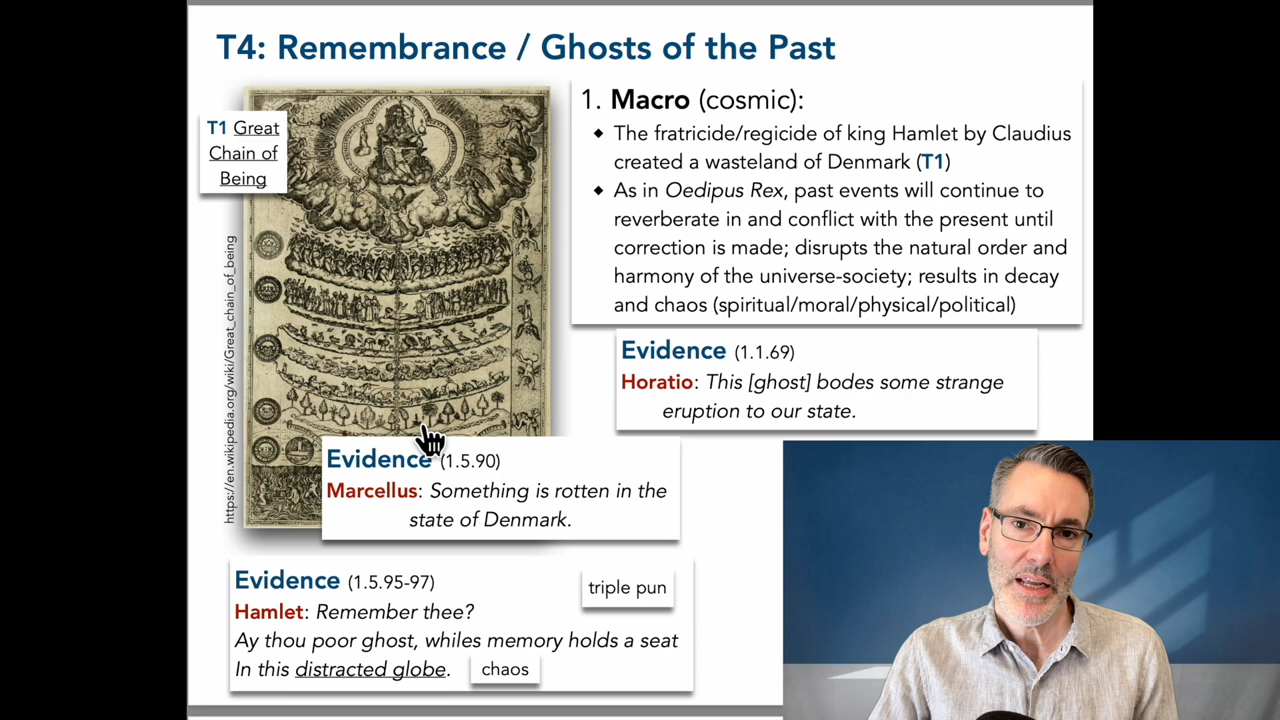 T4: Remembrance / Ghosts of the Past
T1 Great
Chain of
Being
https://en.wikipedia.org/wiki/Great_chain_of_being
1. Macro (cosmic):
◆ The fratricide/regicide of king Hamlet by Claudius
created a wasteland of Denmark (T1)
◆ As in Oedipus Rex, past events will continue to
reverberate in and conflict with the present until
correction is made; disrupts the natural order and
harmony of the universe-society; results in decay
and chaos (spiritual/moral/physical/political)
Evidence (1.1.69)
Horatio: This [ghost] bodes some strange
eruption to our state.
Evidence (1.5.90)
Marcellus: Something is rotten in the
state of Denmark.
Evidence (1.5.95-97)
triple pun
Hamlet: Remember thee?
Ay thou poor ghost, whiles memory holds a seat
In this distracted globe.
chaos